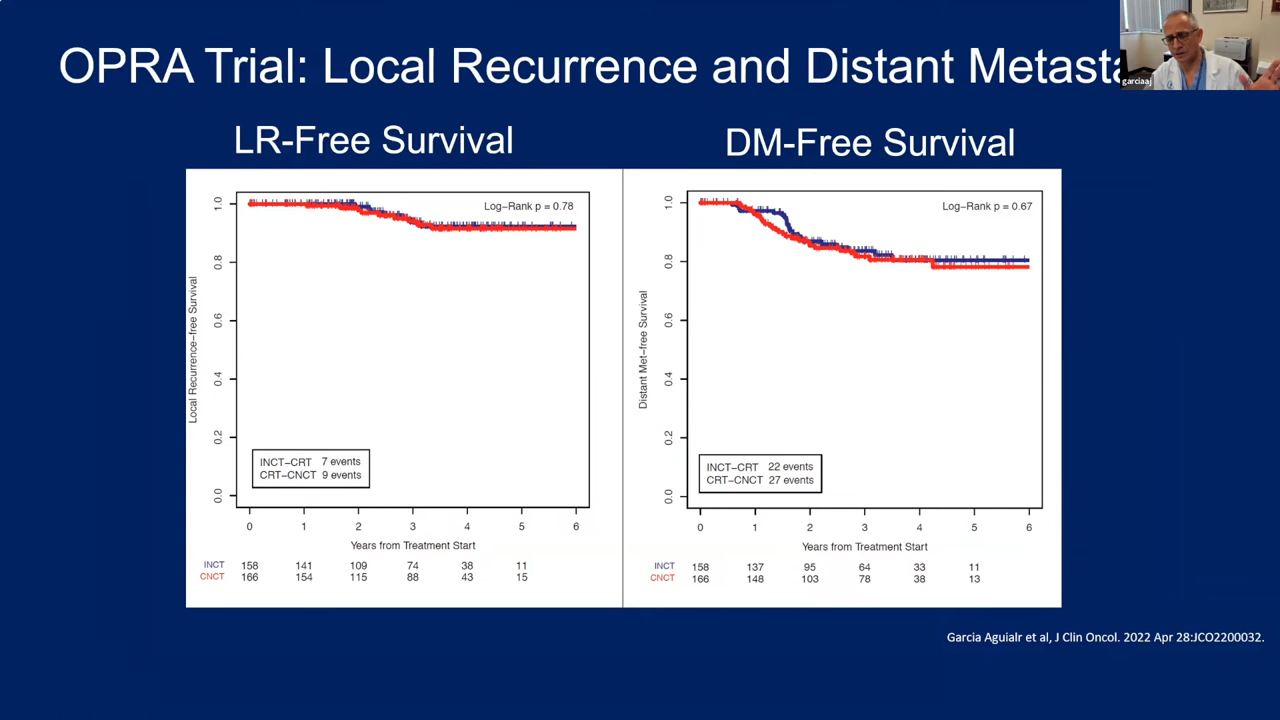 OPRA Trial: Local Recurrence and Distant Metasta
garciaaj
LR-Free Survival
DM-Free Survival
Log−Rank p = 0.78
1.0
0.8
0.6
0.4
0.2
0.0
Local Recurrence−free Survival
INCT−CRT 7 events
CRT−CNCT 9 events
0 1 2 3 4 5 6
Years from Treatment Start
INCT 158 141 109 74 38 11
CNCT 166 154 115 88 43 15
Log−Rank p = 0.67
1.0
0.8
0.6
0.4
0.2
0.0
Distant Met−free Survival
INCT−CRT 22 events
CRT−CNCT 27 events
0 1 2 3 4 5 6
Years from Treatment Start
INCT 158 137 95 64 33 11
CNCT 166 148 103 78 38 13
Garcia Aguialr et al, J Clin Oncol. 2022 Apr 28:JCO2200032.